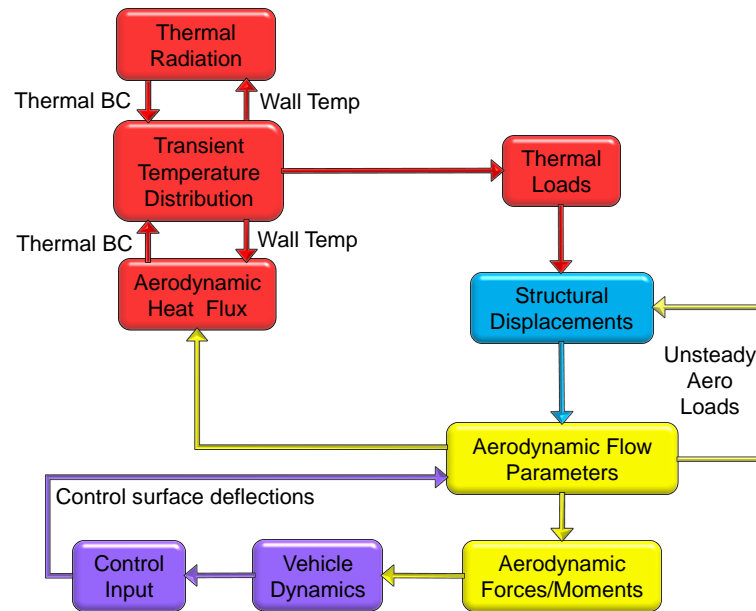 Thermal
Radiation
Thermal BC
Wall Temp
Transient
Temperature
Distribution
Thermal
Loads
Thermal BC
Wall Temp
Aerodynamic
Heat Flux
Structural
Displacements
Unsteady
Aero
Loads
Aerodynamic Flow
Parameters
Control surface deflections
Control
Input
Vehicle
Dynamics
Aerodynamic
Forces/Moments